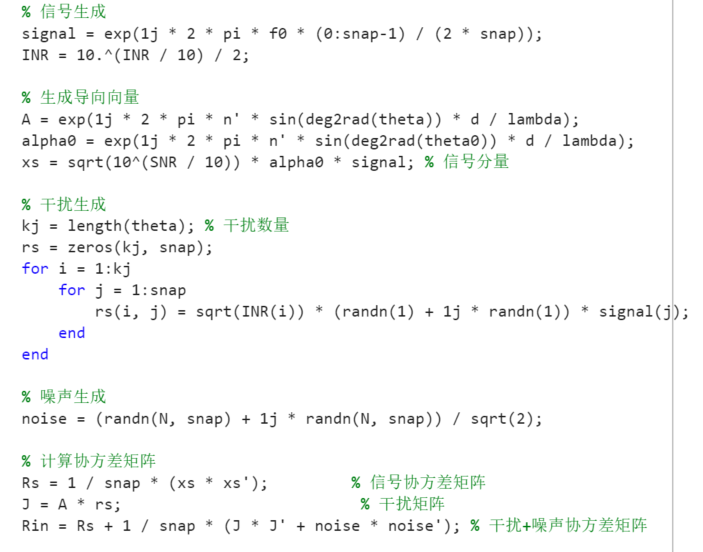 % 信号生成
signal = exp(1j * 2 * pi * f0 * (0:snap-1) / (2 * snap));
INR = 10.^(INR / 10) / 2;
% 生成导向向量
A = exp(1j * 2 * pi * n' * sin(deg2rad(theta)) * d / lambda);
alpha0 = exp(1j * 2 * pi * n' * sin(deg2rad(theta0)) * d / lambda);
xs = sqrt(10^(SNR / 10)) * alpha0 * signal; % 信号分量
% 干扰生成
kj = length(theta); % 干扰数量
rs = zeros(kj, snap);
for i = 1:kj
    for j = 1:snap
        rs(i, j) = sqrt(INR(i)) * (randn(1) + 1j * randn(1)) * signal(j);
    end
end
% 噪声生成
noise = (randn(N, snap) + 1j * randn(N, snap)) / sqrt(2);
% 计算协方差矩阵
Rs = 1 / snap * (xs * xs');         % 信号协方差矩阵
J = A * rs;                          % 干扰矩阵
Rin = Rs + 1 / snap * (J * J' + noise * noise'); % 干扰+噪声协方差矩阵